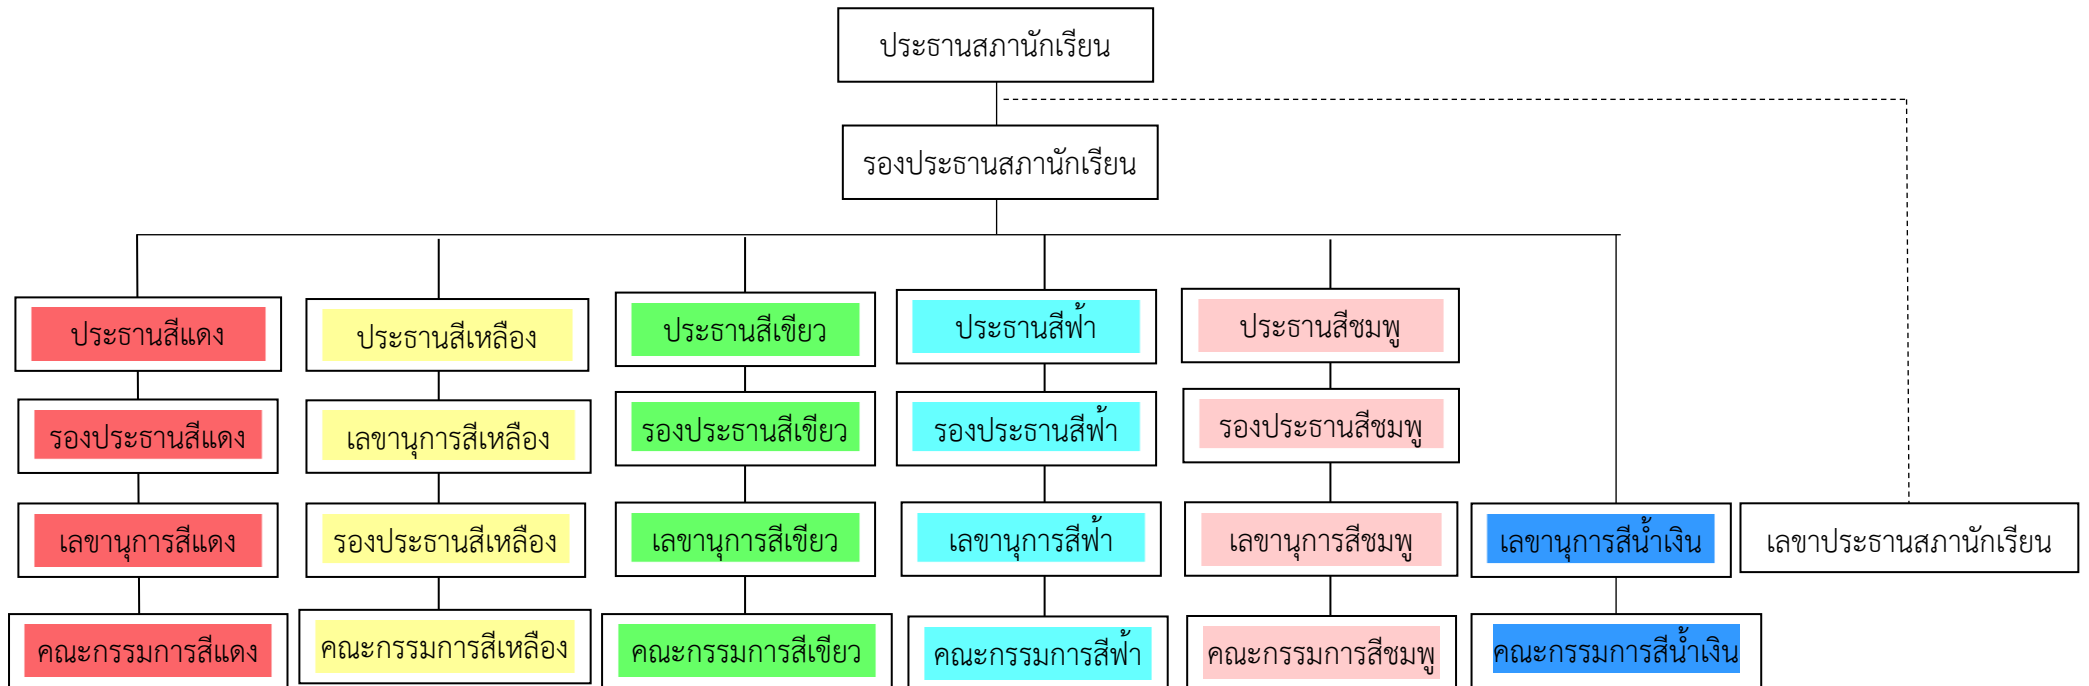 ประธานสภานักเรียน
รองประธานสภานักเรียน
ประธานสีแดง
ประธานสีเหลือง
ประธานสีเขียว
ประธานสีฟ้า
ประธานสีชมพู
รองประธานสีแดง
เลขานุการสีเหลือง
รองประธานสีเขียว
รองประธานสีฟ้า
รองประธานสีชมพู
เลขานุการสีแดง
รองประธานสีเหลือง
เลขานุการสีเขียว
เลขานุการสีฟ้า
เลขานุการสีชมพู
เลขานุการสีน้ำเงิน
เลขาประธานสภานักเรียน
คณะกรรมการสีแดง
คณะกรรมการสีเหลือง
คณะกรรมการสีเขียว
คณะกรรมการสีฟ้า
คณะกรรมการสีชมพู
คณะกรรมการสีน้ำเงิน